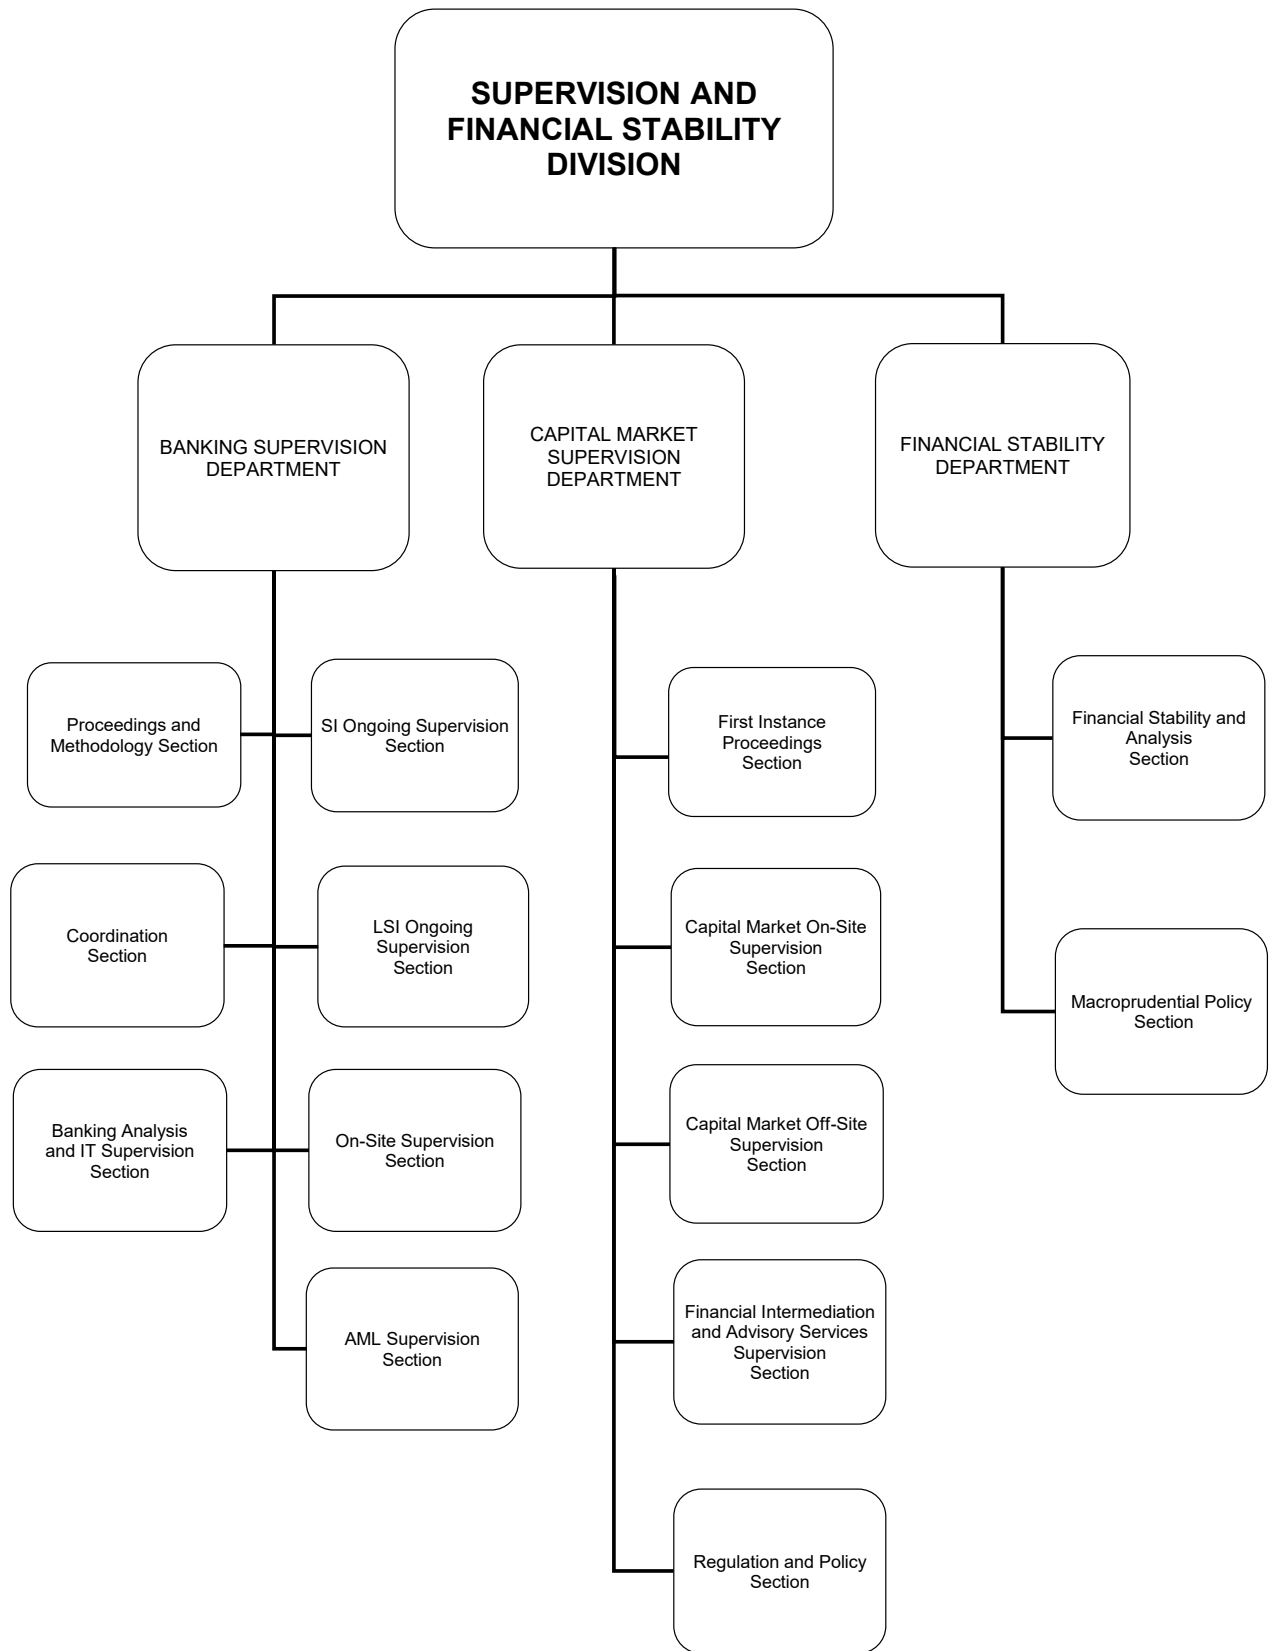 SUPERVISION AND
FINANCIAL STABILITY
DIVISION
BANKING SUPERVISION
DEPARTMENT
CAPITAL MARKET
SUPERVISION
DEPARTMENT
FINANCIAL STABILITY
DEPARTMENT
Proceedings and
Methodology Section
SI Ongoing Supervision
Section
First Instance
Proceedings
Section
Financial Stability and
Analysis
Section
Coordination
Section
LSI Ongoing
Supervision
Section
Capital Market On-Site
Supervision
Section
Macroprudential Policy
Section
Banking Analysis
and IT Supervision
Section
On-Site Supervision
Section
Capital Market Off-Site
Supervision
Section
AML Supervision
Section
Financial Intermediation
and Advisory Services
Supervision
Section
Regulation and Policy
Section